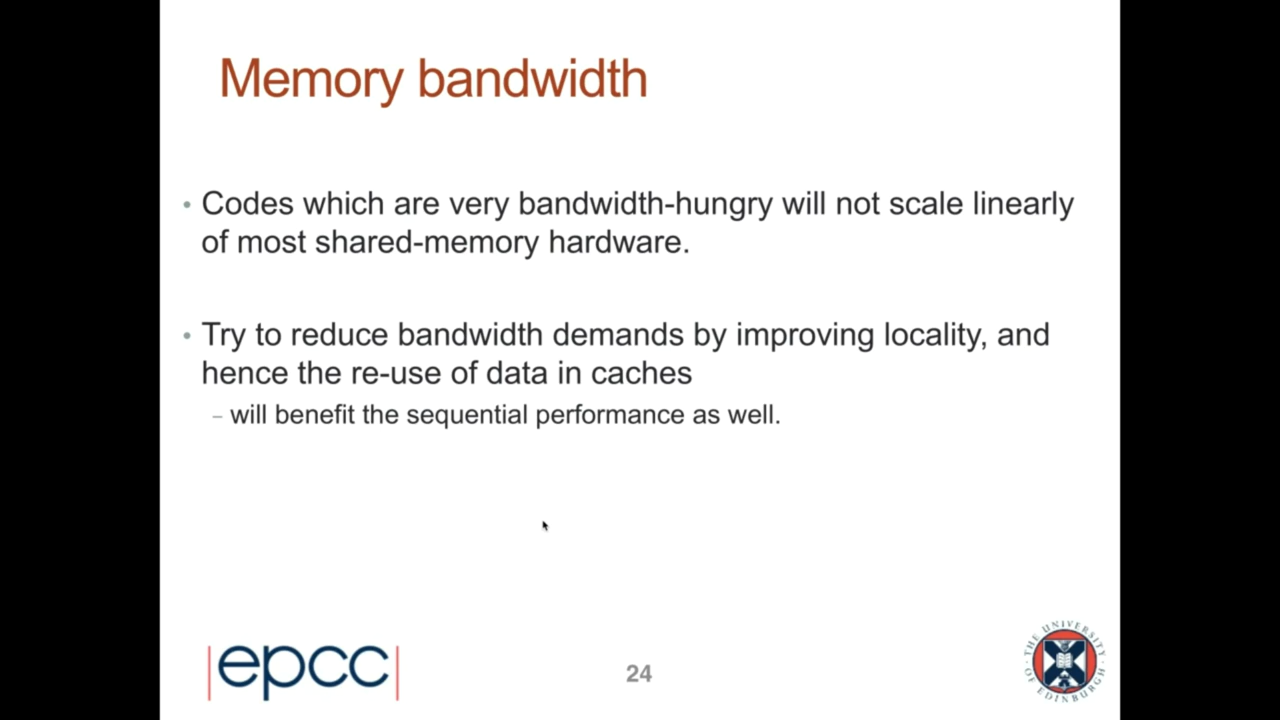 Memory bandwidth
• Codes which are very bandwidth-hungry will not scale linearly
of most shared-memory hardware.
• Try to reduce bandwidth demands by improving locality, and
hence the re-use of data in caches
– will benefit the sequential performance as well.
|epcc|
24
THE UNIVERSITY
OF EDINBURGH